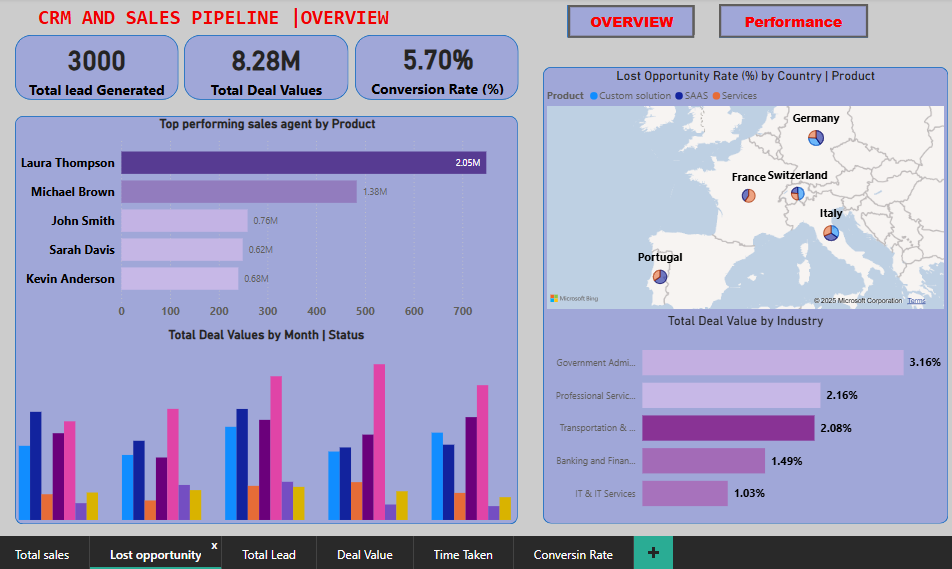 CRM AND SALES PIPELINE |OVERVIEW
OVERVIEW
Performance
3000
Total lead Generated
8.28M
Total Deal Values
5.70%
Conversion Rate (%)
Lost Opportunity Rate (%) by Country | Product
Product Custom solution SAAS Services
Germany
France
Switzerland
Italy
Portugal
Microsoft Bing
© 2025 Microsoft Corporation Terms
Top performing sales agent by Product
Laura Thompson 2.05M
Michael Brown 1.38M
John Smith 0.76M
Sarah Davis 0.62M
Kevin Anderson 0.68M
0 100 200 300 400 500 600 700
Total Deal Values by Month | Status
Total Deal Value by Industry
Government Admi... 3.16%
Professional Servic... 2.16%
Transportation & ... 2.08%
Banking and Finan... 1.49%
IT & IT Services 1.03%
Total sales
Lost opportunity x
Total Lead
Deal Value
Time Taken
Conversin Rate
+